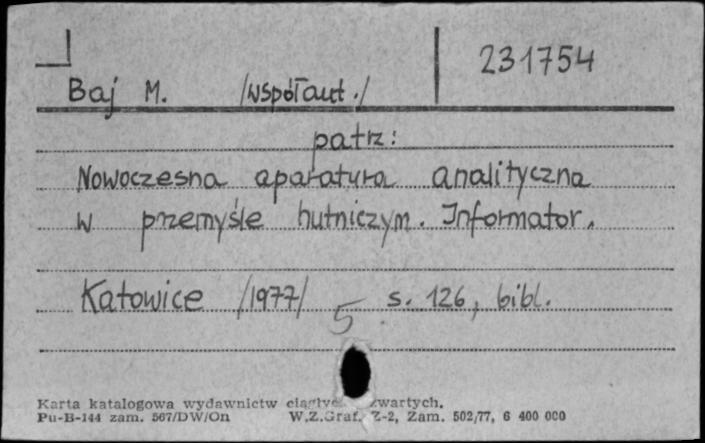 231754
Baj M. /współaut./
patrz:
Nowoczesna aparatura analityczna
w przemyśle hutniczym. Informator.
Katowice /1977/ s. 126, bibl.
5
Karta katalogowa wydawnictw zwartych.
Pu-B-144 zam. 567/DW/On W.Z.Graf. Z-2, Zam. 502/77, 6 400 000